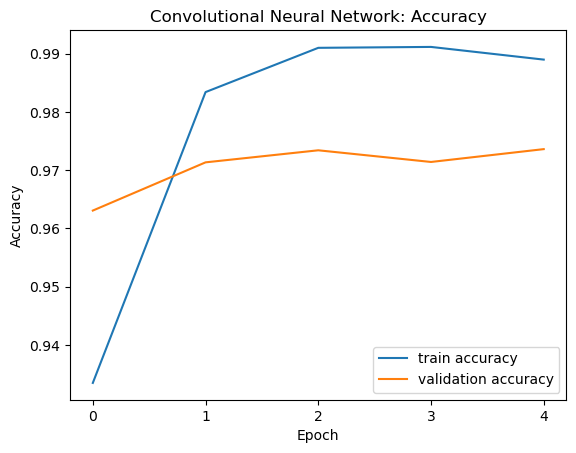 Convolutional Neural Network: Accuracy
Accuracy
0.99
0.98
0.97
0.96
0.95
0.94
0 1 2 3 4
Epoch
train accuracy
validation accuracy